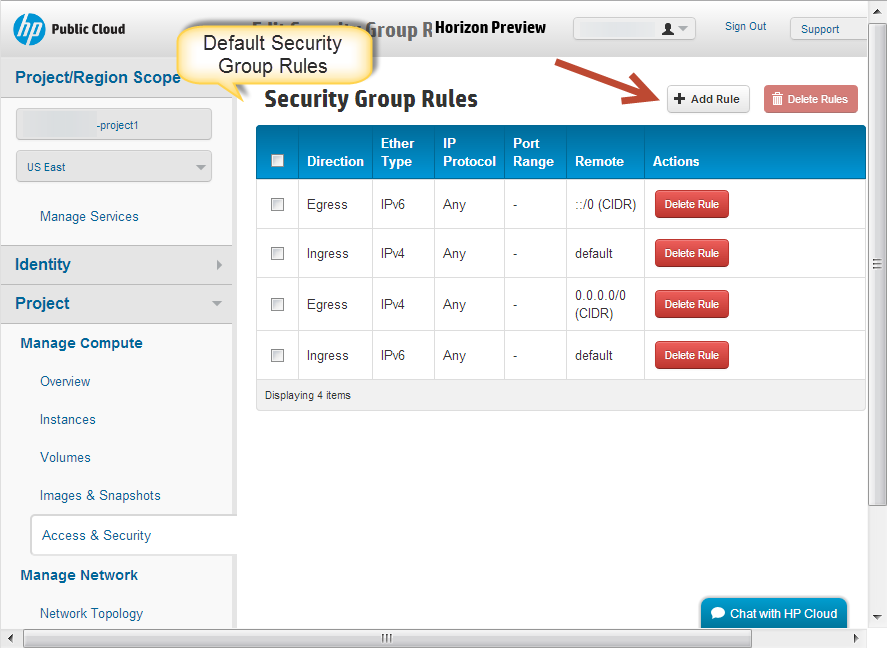 hp Public Cloud
Edit Security Group R
Horizon Preview
Sign Out
Support
Default Security
Group Rules
Project/Region Scope
-project1
US East
Manage Services
Identity
Project
Manage Compute
Overview
Instances
Volumes
Images & Snapshots
Access & Security
Manage Network
Network Topology
Security Group Rules
Add Rule
Delete Rules
Direction Ether Type IP Protocol Port Range Remote Actions
Egress IPv6 Any - ::/0 (CIDR) Delete Rule
Ingress IPv4 Any - default Delete Rule
Egress IPv4 Any - 0.0.0.0/0 (CIDR) Delete Rule
Ingress IPv6 Any - default Delete Rule
Displaying 4 items
Chat with HP Cloud